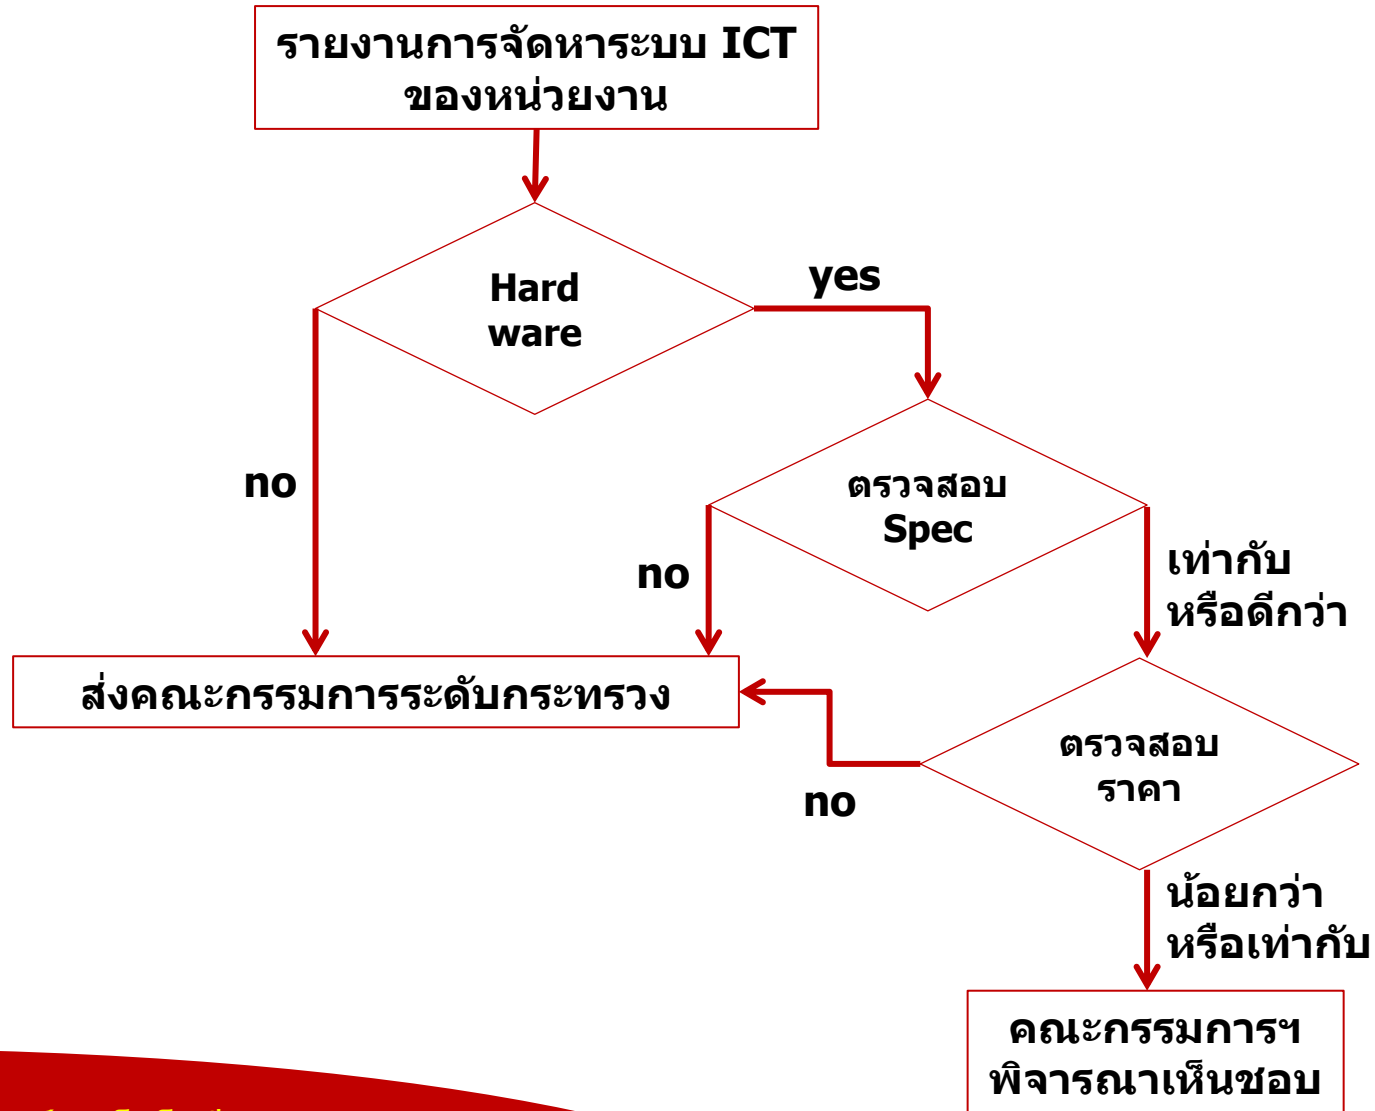 รายงานการจัดหาระบบ ICT
ของหน่วยงาน
Hard
ware
yes
no
ตรวจสอบ
Spec
no
เท่ากับ
หรือดีกว่า
ส่งคณะกรรมการระดับกระทรวง
ตรวจสอบ
ราคา
no
น้อยกว่า
หรือเท่ากับ
คณะกรรมการฯ
พิจารณาเห็นชอบ